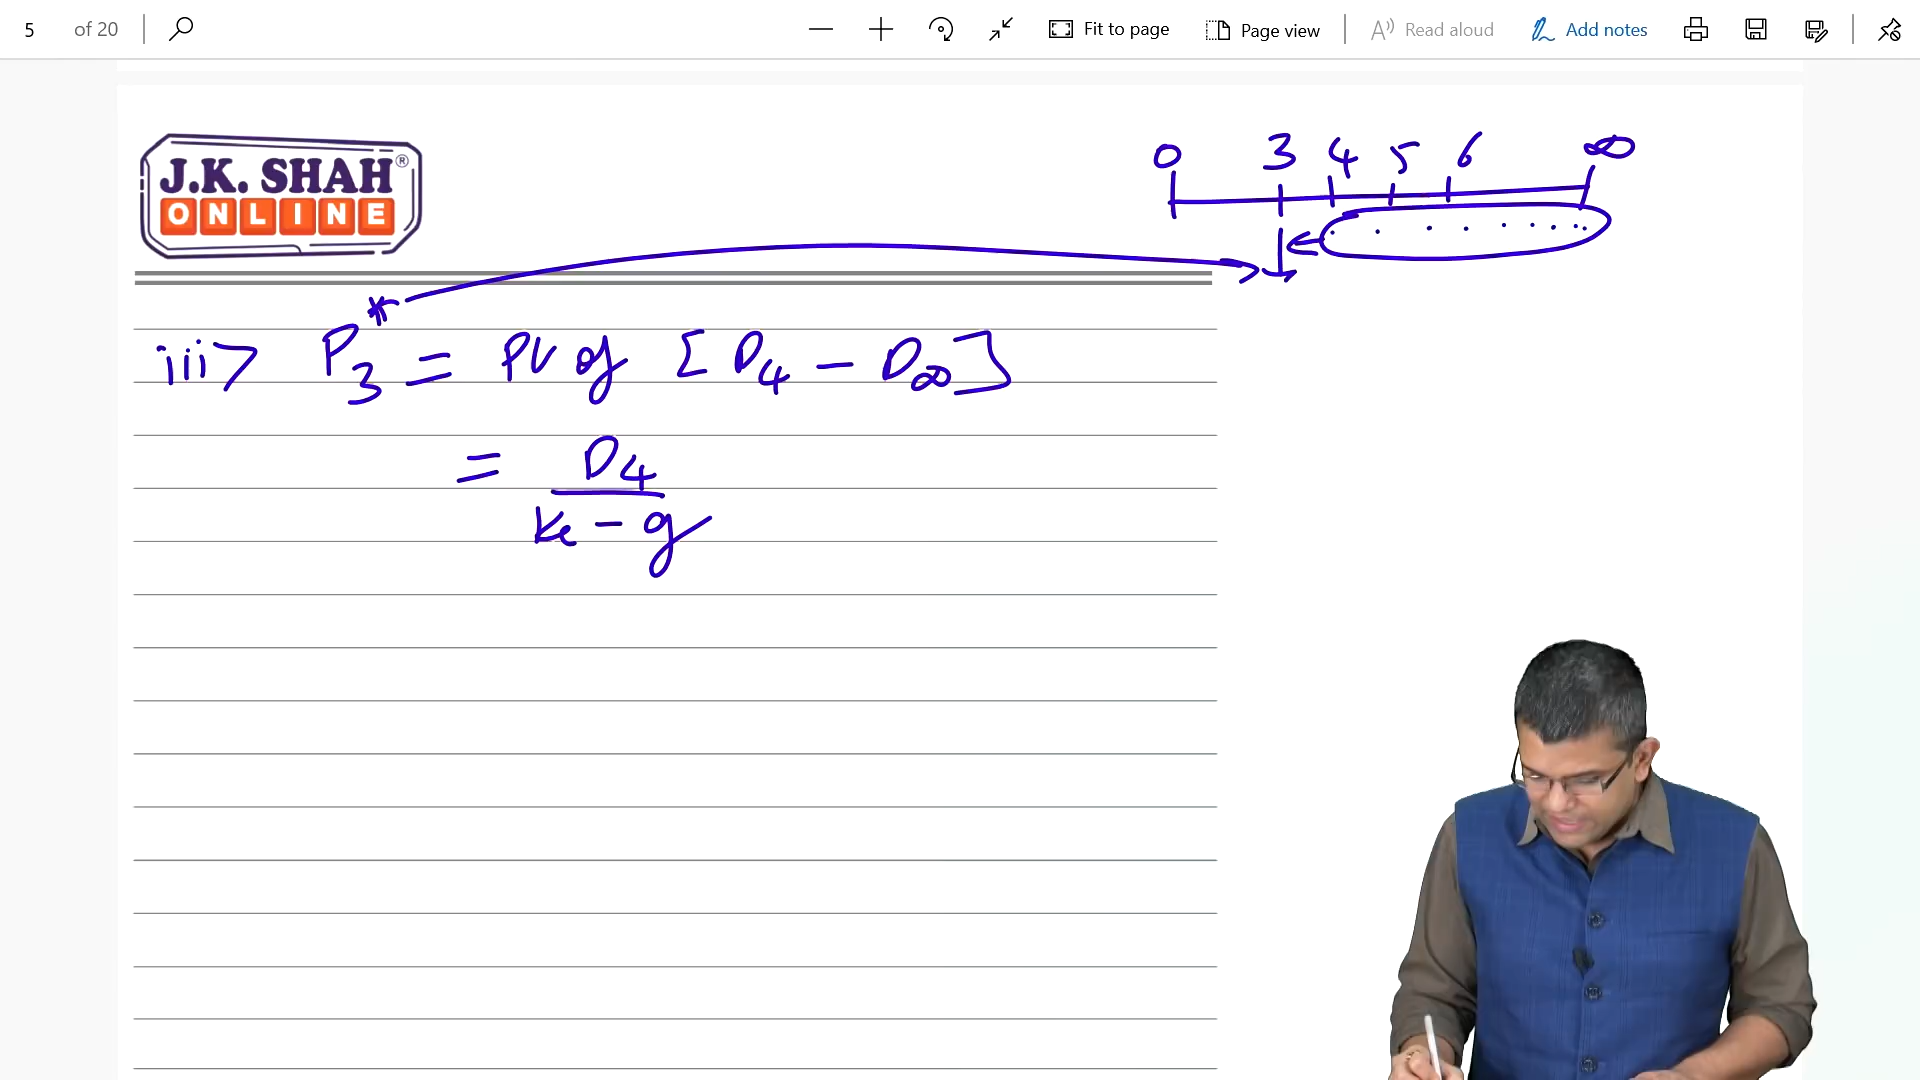 5 of 20 Fit to page Page view Read aloud Add notes
J.K. SHAH®
ONLINE
0 3 4 5 6 ∞
iii> P₃* = PV of [D₄ – D∞]
= D₄
ke – g